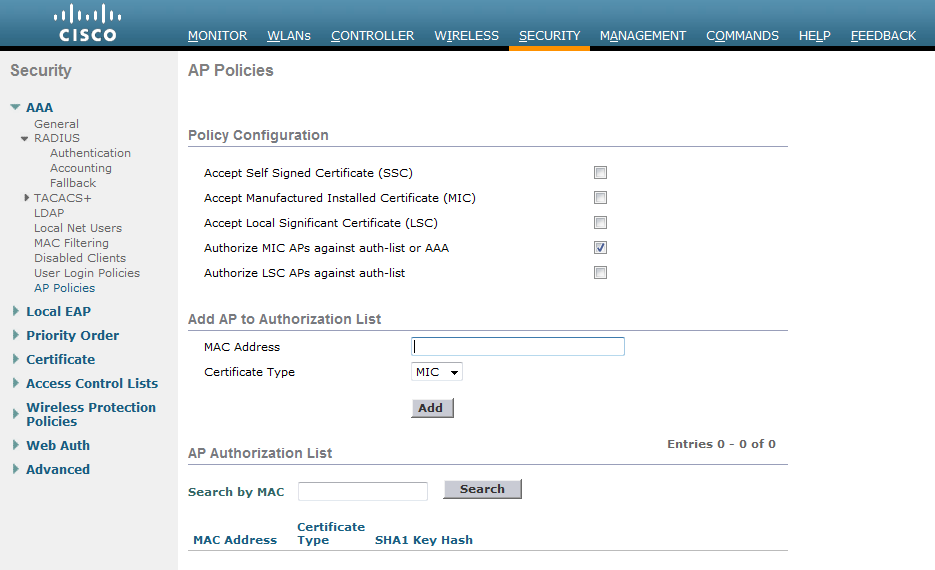 CISCO
MONITOR WLANs CONTROLLER WIRELESS SECURITY MANAGEMENT COMMANDS HELP FEEDBACK
Security
AAA
General
RADIUS
Authentication
Accounting
Fallback
TACACS+
LDAP
Local Net Users
MAC Filtering
Disabled Clients
User Login Policies
AP Policies
Local EAP
Priority Order
Certificate
Access Control Lists
Wireless Protection
Policies
Web Auth
Advanced
AP Policies
Policy Configuration
Accept Self Signed Certificate (SSC)
Accept Manufactured Installed Certificate (MIC)
Accept Local Significant Certificate (LSC)
Authorize MIC APs against auth-list or AAA
Authorize LSC APs against auth-list
Add AP to Authorization List
MAC Address
Certificate Type MIC
Add
Entries 0 - 0 of 0
AP Authorization List
Search by MAC Search
MAC Address Certificate Type SHA1 Key Hash